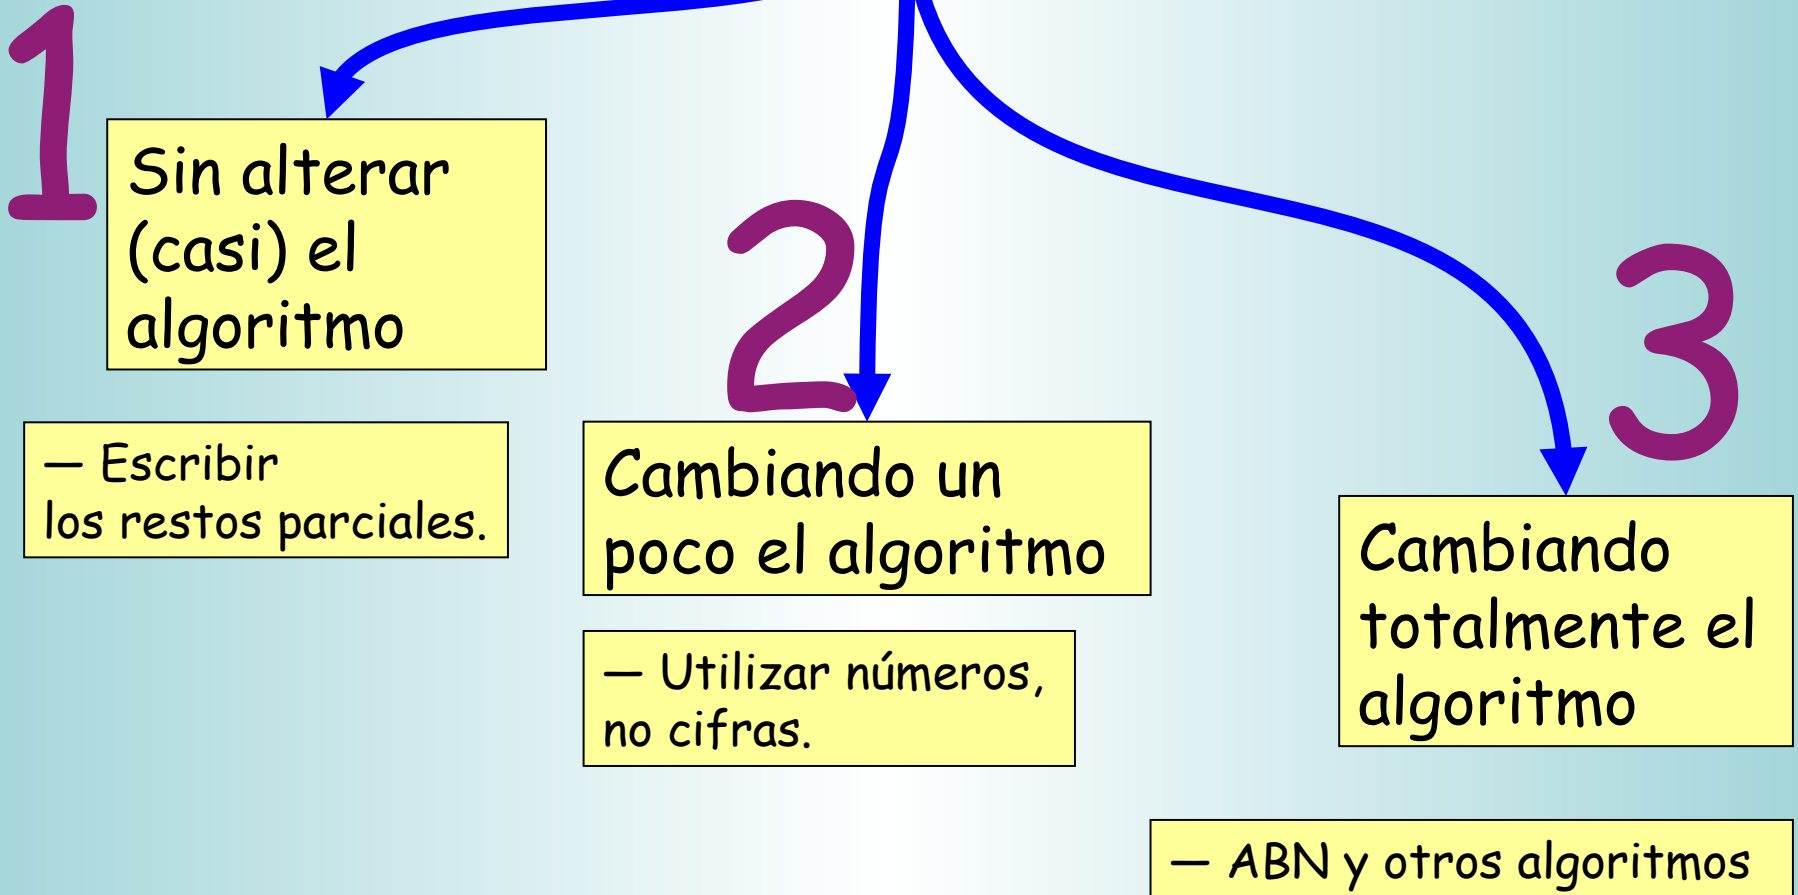 1
Sin alterar
(casi) el
algoritmo
— Escribir
los restos parciales.
2
Cambiando un
poco el algoritmo
— Utilizar números,
no cifras.
3
Cambiando
totalmente el
algoritmo
— ABN y otros algoritmos